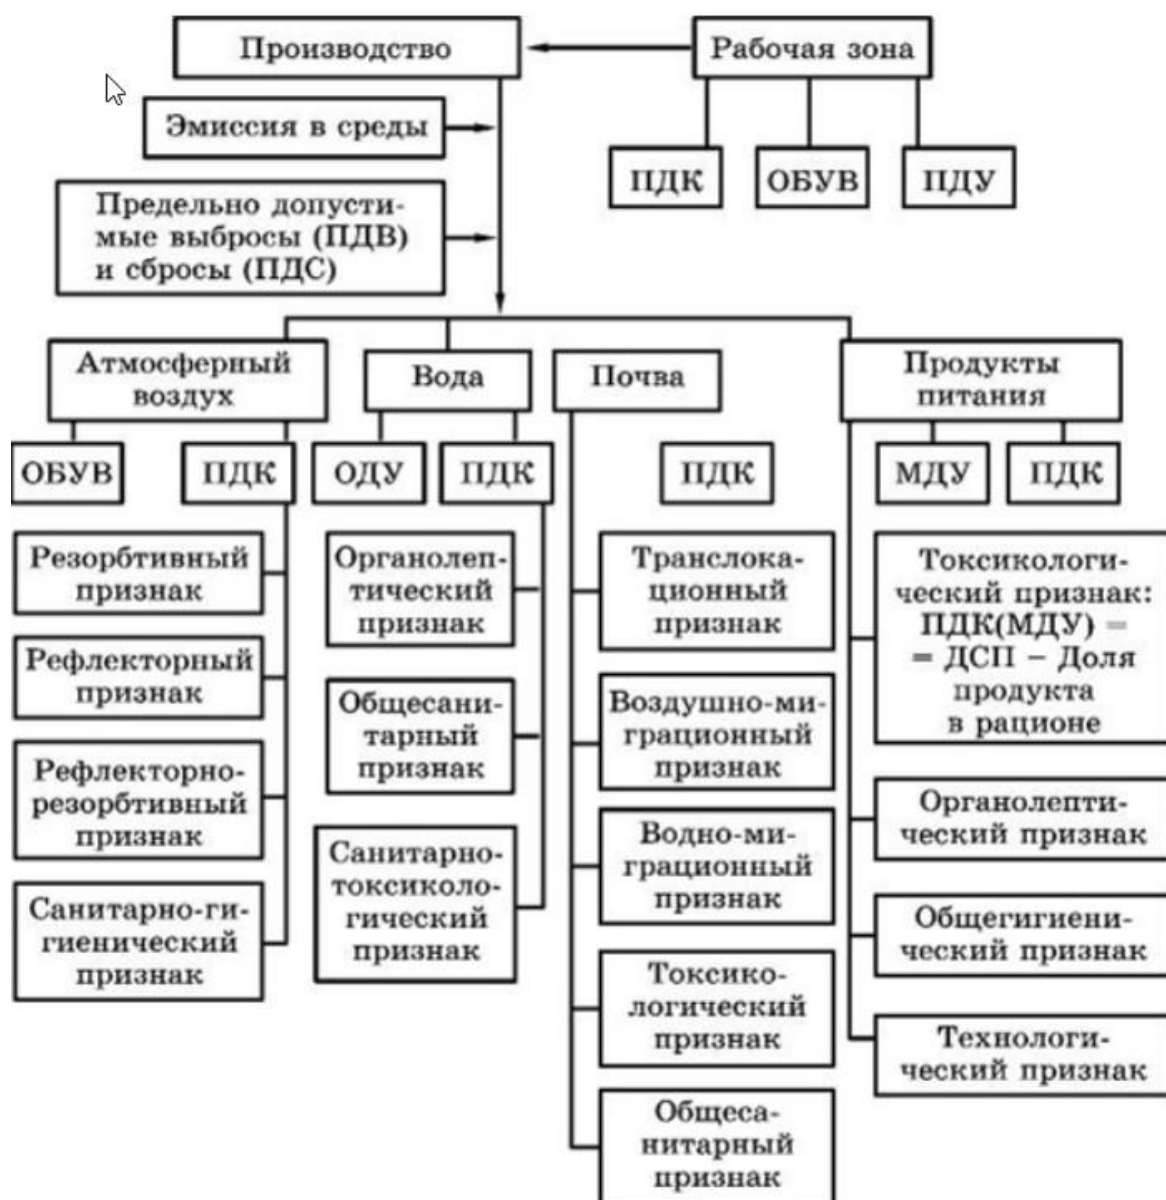 Производство
Рабочая зона
Эмиссия в среды
ПДК
ОБУВ
ПДУ
Предельно допусти-
мые выбросы (ПДВ)
и сбросы (ПДС)
Атмосферный
воздух
Вода
Почва
Продукты
питания
ОБУВ
ПДК
ОДУ
ПДК
ПДК
МДУ
ПДК
Резорбтивный
признак
Рефлекторный
признак
Рефлекторно-
резорбтивный
признак
Санитарно-ги-
гиенический
признак
Органолеп-
тический
признак
Общесани-
тарный
признак
Санитарно-
токсиколо-
гический
признак
Транслока-
ционный
признак
Воздушно-ми-
грационный
признак
Водно-ми-
грационный
признак
Токсико-
логический
признак
Общеса-
нитарный
признак
Токсикологи-
ческий признак:
ПДК(МДУ) =
= ДСП – Доля
продукта
в рационе
Органолепти-
ческий признак
Общегигиени-
ческий признак
Технологи-
ческий признак